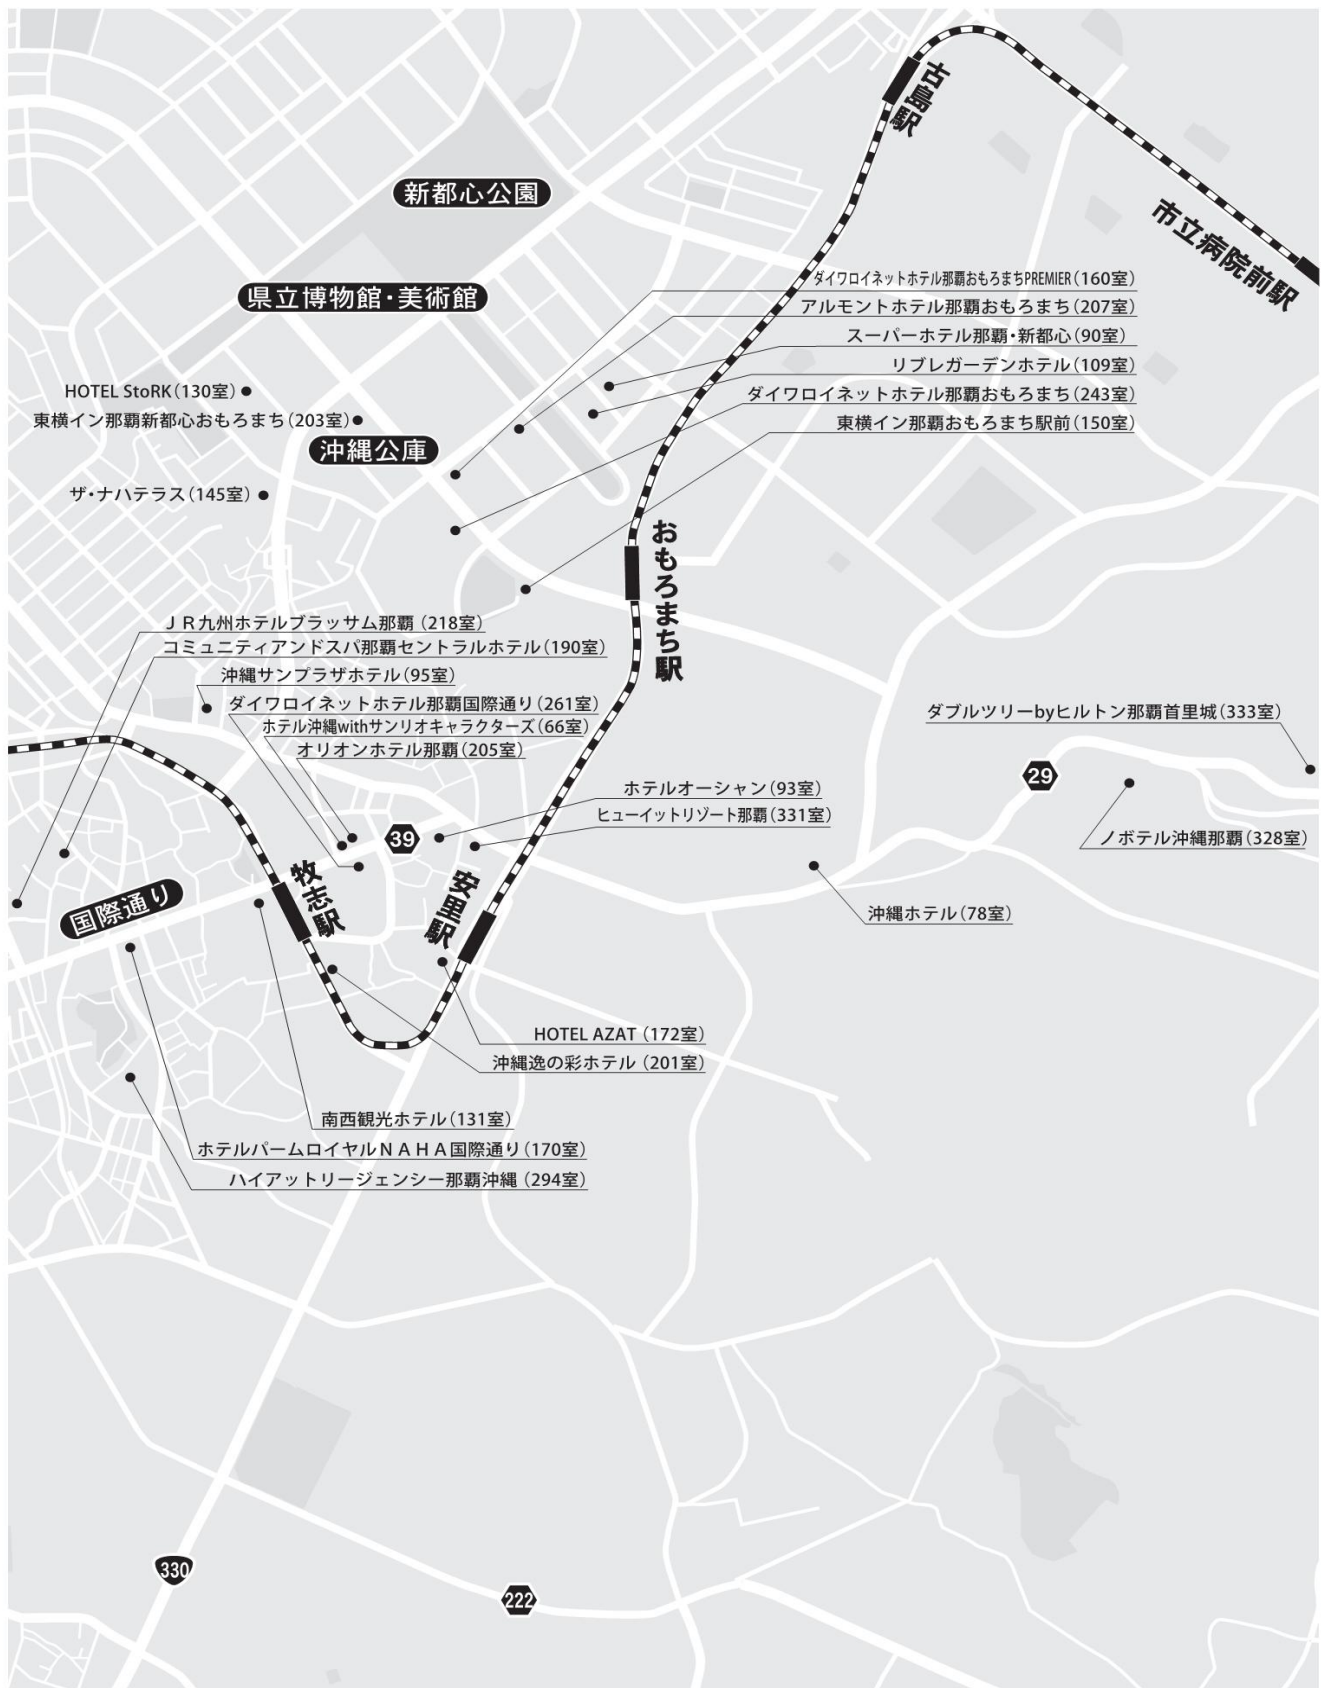 古島駅
新都心公園
市立病院前駅
県立博物館・美術館
ダイワロイネットホテル那覇おもろまちPREMIER(160室)
アルモントホテル那覇おもろまち(207室)
スーパーホテル那覇・新都心(90室)
リブレガーデンホテル(109室)
ダイワロイネットホテル那覇おもろまち(243室)
東横イン那覇おもろまち駅前(150室)
HOTEL StoRK(130室)
東横イン那覇新都心おもろまち(203室)
沖縄公庫
ザ・ナハテラス(145室)
おもろまち駅
JR九州ホテルブラッサム那覇(218室)
コミュニティアンドスパ那覇セントラルホテル(190室)
沖縄サンプラザホテル(95室)
ダイワロイネットホテル那覇国際通り(261室)
ホテル沖縄withサンリオキャラクターズ(66室)
オリオンホテル那覇(205室)
ダブルツリーbyヒルトン那覇首里城(333室)
29
ホテルオーシャン(93室)
ヒューイットリゾート那覇(331室)
39
ノボテル沖縄那覇(328室)
牧志駅
安里駅
国際通り
沖縄ホテル(78室)
HOTEL AZAT(172室)
沖縄逸の彩ホテル(201室)
南西観光ホテル(131室)
ホテルパームロイヤルNAHA国際通り(170室)
ハイアットリージェンシー那覇沖縄(294室)
330
222